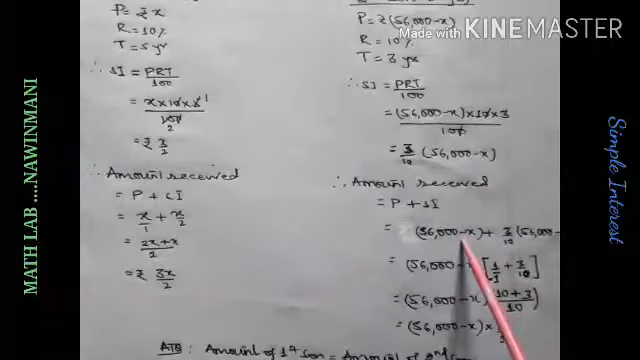 P = ₹ x
R = 10%
T = 5 yr
∴ SI = PRT/100
= x×10×5/100
= ₹ x/2
∴ Amount received
= P + SI
= x/1 + x/2
= 2x+x/2
= ₹ 3x/2
P = ₹ (56,000-x)
R = 10%
T = 3 yrs
∴ SI = PRT/100
= (56,000-x)×10×3/100
= 3/10 (56,000-x)
∴ Amount received
= P + SI
= (56,000-x) + 3/10 (56,000-
= (56,000-x) [1/1 + 3/10]
= (56,000-x) (10+3/10)
= (56,000-x) ×
ATQ: Amount of 1st son = Amount of 2nd son
Made with KINEMASTER
MATH LAB .....NAWINMANI
Simple Interest